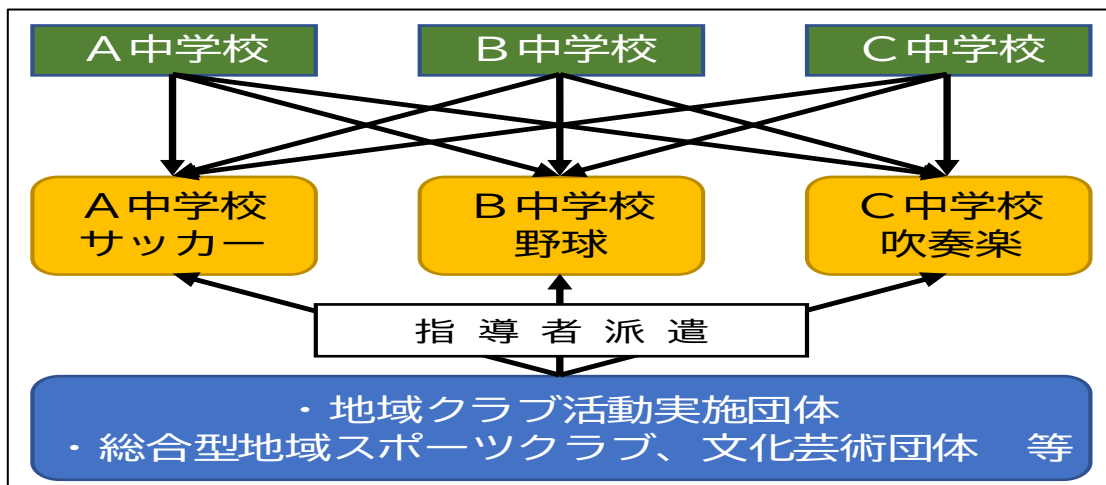 A中学校
B中学校
C中学校
A中学校
サッカー
B中学校
野球
C中学校
吹奏楽
指導者派遣
・地域クラブ活動実施団体
・総合型地域スポーツクラブ、文化芸術団体　等